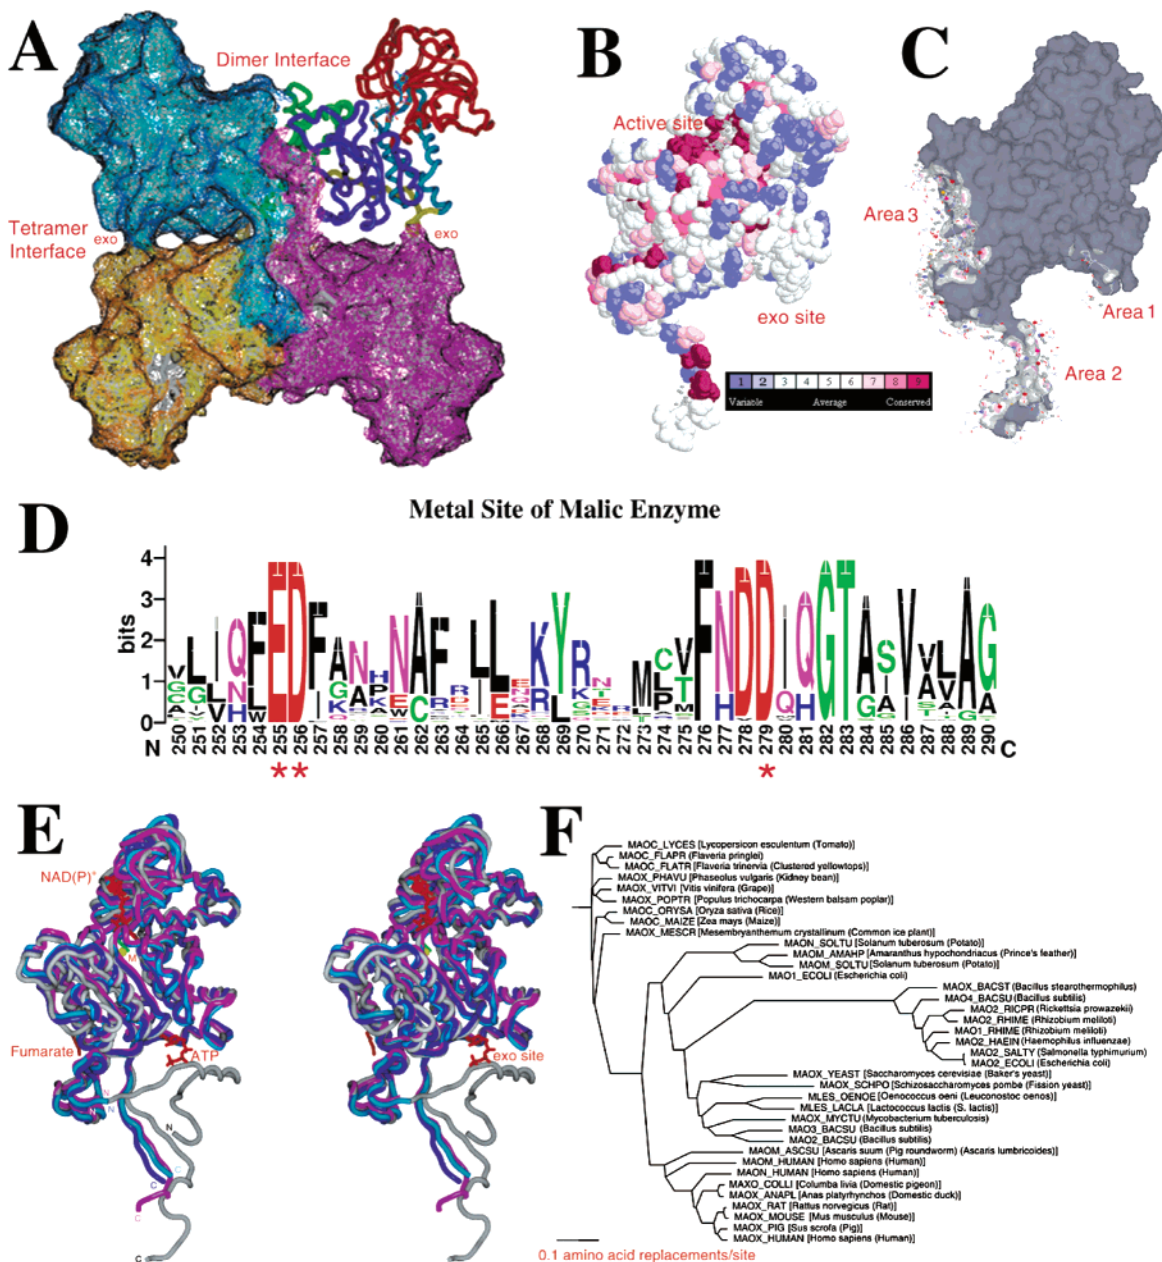 A
Dimer Interface
Tetramer
Interface
exo
exo
B
Active site
exo site
1 2 3 4 5 6 7 8 9
Variable Average Conserved
C
Area 3
Area 1
Area 2
D
Metal Site of Malic Enzyme
bits
4
3
2
1
0
N
250 251 252 253 254 255 256 257 258 259 260 261 262 263 264 265 266 267 268 269 270 271 272 273 274 275 276 277 278 279 280 281 282 283 284 285 286 287 288 289 290
C
* * *
E
NAD(P)+
M
Fumarate
ATP
exo site
N
N
N
C
C
C
C
F
MAOC_LYCES [Lycopersicon esculentum (Tomato)]
MAOC_FLAPR (Flaveria pringlei)
MAOC_FLATR [Flaveria trinervia (Clustered yellowtops)]
MAOX_PHAVU [Phaseolus vulgaris (Kidney bean)]
MAOX_VITVI [Vitis vinifera (Grape)]
MAOX_POPTR [Populus trichocarpa (Western balsam poplar)]
MAOC_ORYSA [Oryza sativa (Rice)]
MAOC_MAIZE [Zea mays (Maize)]
MAOX_MESCR [Mesembryanthemum crystallinum (Common ice plant)]
MAON_SOLTU [Solanum tuberosum (Potato)]
MAOM_AMAHP [Amaranthus hypochondriacus (Prince's feather)]
MAOM_SOLTU [Solanum tuberosum (Potato)]
MAO1_ECOLI (Escherichia coli)
MAOX_BACST (Bacillus stearothermophilus)
MAO4_BACSU (Bacillus subtilis)
MAO2_RICPR (Rickettsia prowazekii)
MAO2_RHIME (Rhizobium meliloti)
MAO1_RHIME (Rhizobium meliloti)
MAO2_HAEIN (Haemophilus influenzae)
MAO2_SALTY (Salmonella typhimurium)
MAO2_ECOLI (Escherichia coli)
MAOX_YEAST [Saccharomyces cerevisiae (Baker's yeast)]
MAOX_SCHPO [Schizosaccharomyces pombe (Fission yeast)]
MLES_OENOE [Oenococcus oeni (Leuconostoc oenos)]
MLES_LACLA [Lactococcus lactis (S. lactis)]
MAOX_MYCTU (Mycobacterium tuberculosis)
MAO3_BACSU (Bacillus subtilis)
MAO2_BACSU (Bacillus subtilis)
MAOM_ASCSU [Ascaris suum (Pig roundworm) (Ascaris lumbricoides)]
MAOM_HUMAN [Homo sapiens (Human)]
MAON_HUMAN [Homo sapiens (Human)]
MAXO_COLLI [Columba livia (Domestic pigeon)]
MAOX_ANAPL [Anas platyrhynchos (Domestic duck)]
MAOX_RAT [Rattus norvegicus (Rat)]
MAOX_MOUSE [Mus musculus (Mouse)]
MAOX_PIG [Sus scrofa (Pig)]
MAOX_HUMAN [Homo sapiens (Human)]
0.1 amino acid replacements/site